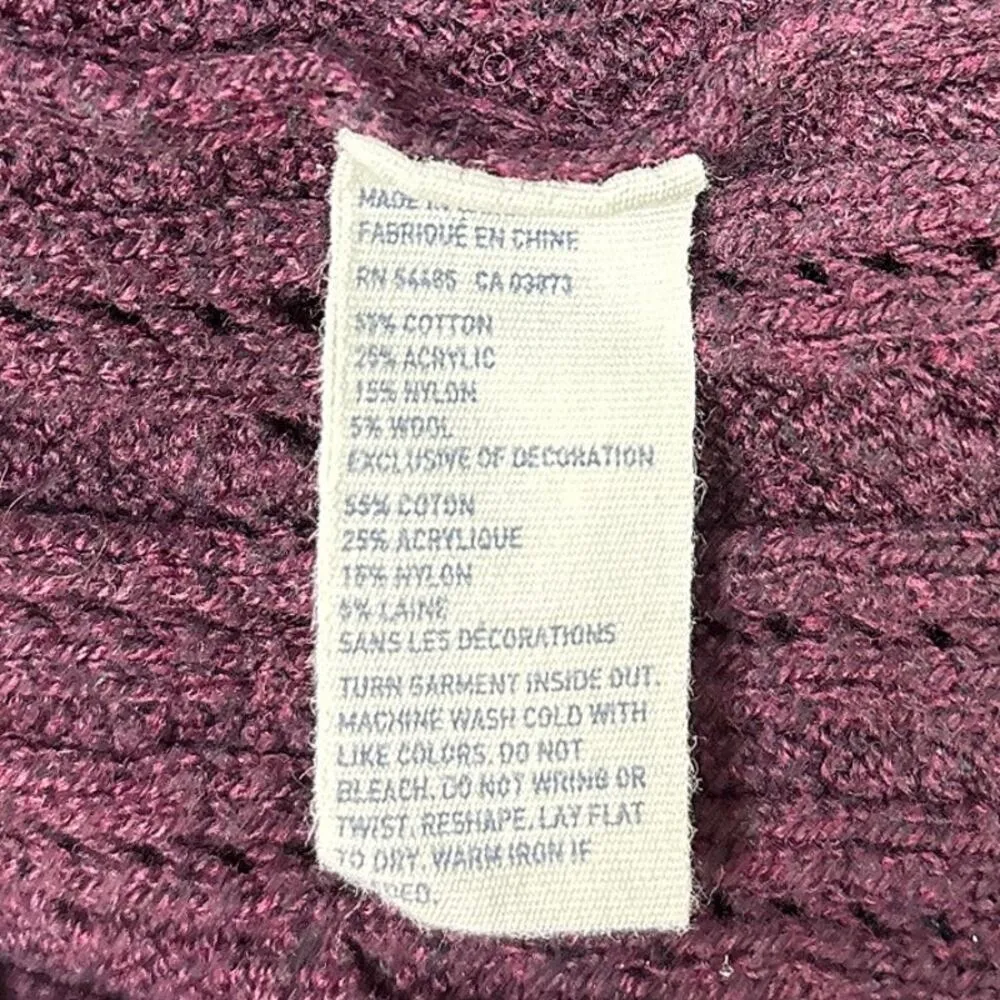 MADE IN
FABRIQUÉ EN CHINE
RN 54485 CA 03873
55% COTTON
25% ACRYLIC
15% NYLON
5% WOOL
EXCLUSIVE OF DECORATION
55% COTON
25% ACRYLIQUE
15% NYLON
5% LAINE
SANS LES DÉCORATIONS
TURN GARMENT INSIDE OUT.
MACHINE WASH COLD WITH
LIKE COLORS. DO NOT
BLEACH. DO NOT WRING OR
TWIST. RESHAPE. LAY FLAT
TO DRY. WARM IRON IF